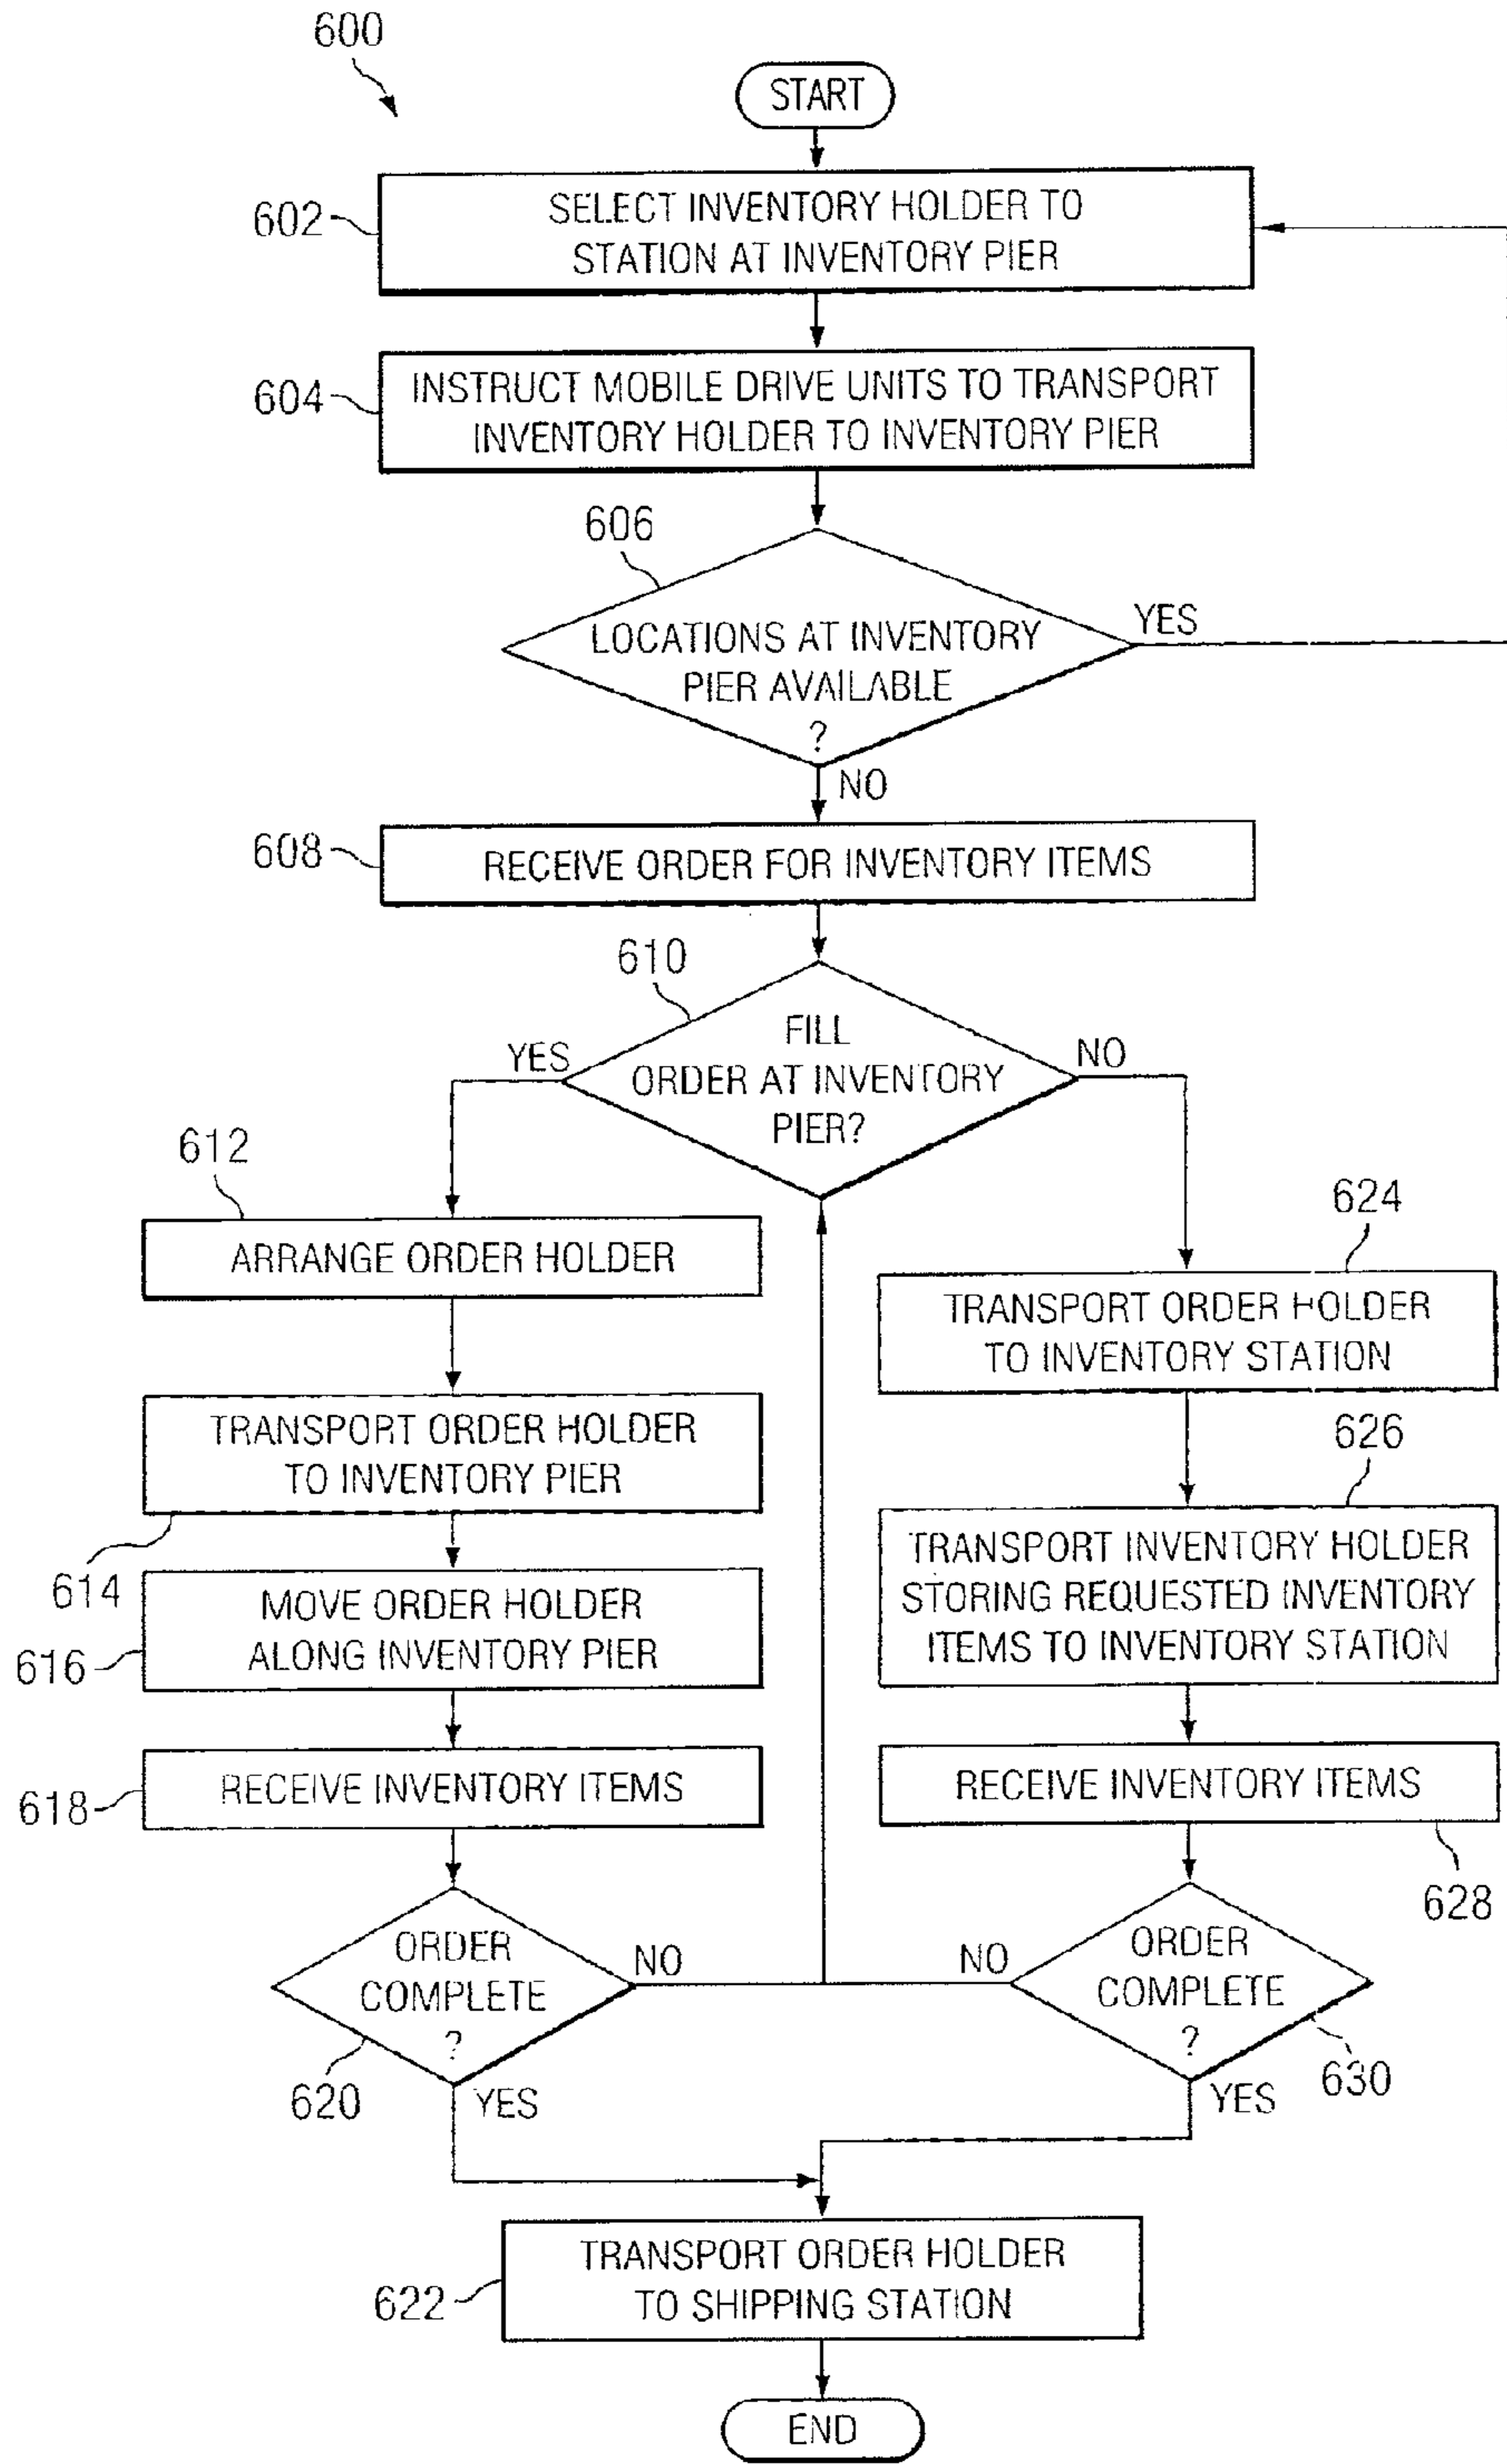 600
START
602
SELECT INVENTORY HOLDER TO
STATION AT INVENTORY PIER
604
INSTRUCT MOBILE DRIVE UNITS TO TRANSPORT
INVENTORY HOLDER TO INVENTORY PIER
606
LOCATIONS AT INVENTORY
PIER AVAILABLE
?
YES
NO
608
RECEIVE ORDER FOR INVENTORY ITEMS
610
FILL
ORDER AT INVENTORY
PIER?
YES
NO
612
ARRANGE ORDER HOLDER
614
TRANSPORT ORDER HOLDER
TO INVENTORY PIER
616
MOVE ORDER HOLDER
ALONG INVENTORY PIER
618
RECEIVE INVENTORY ITEMS
620
ORDER
COMPLETE
?
NO
YES
624
TRANSPORT ORDER HOLDER
TO INVENTORY STATION
626
TRANSPORT INVENTORY HOLDER
STORING REQUESTED INVENTORY
ITEMS TO INVENTORY STATION
RECEIVE INVENTORY ITEMS
628
ORDER
COMPLETE
?
NO
YES
630
622
TRANSPORT ORDER HOLDER
TO SHIPPING STATION
END